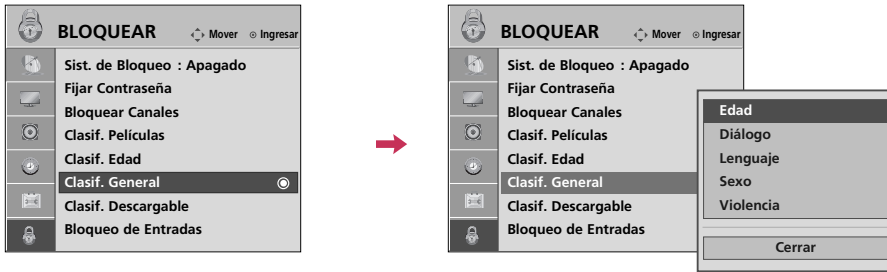 BLOQUEAR Mover Ingresar
Sist. de Bloqueo : Apagado
Fijar Contraseña
Bloquear Canales
Clasif. Películas
Clasif. Edad
Clasif. General
Clasif. Descargable
Bloqueo de Entradas
BLOQUEAR Mover Ingresar
Sist. de Bloqueo : Apagado
Fijar Contraseña
Bloquear Canales
Clasif. Películas
Clasif. Edad
Clasif. General
Clasif. Descargable
Bloqueo de Entradas
Edad
Diálogo
Lenguaje
Sexo
Violencia
Cerrar